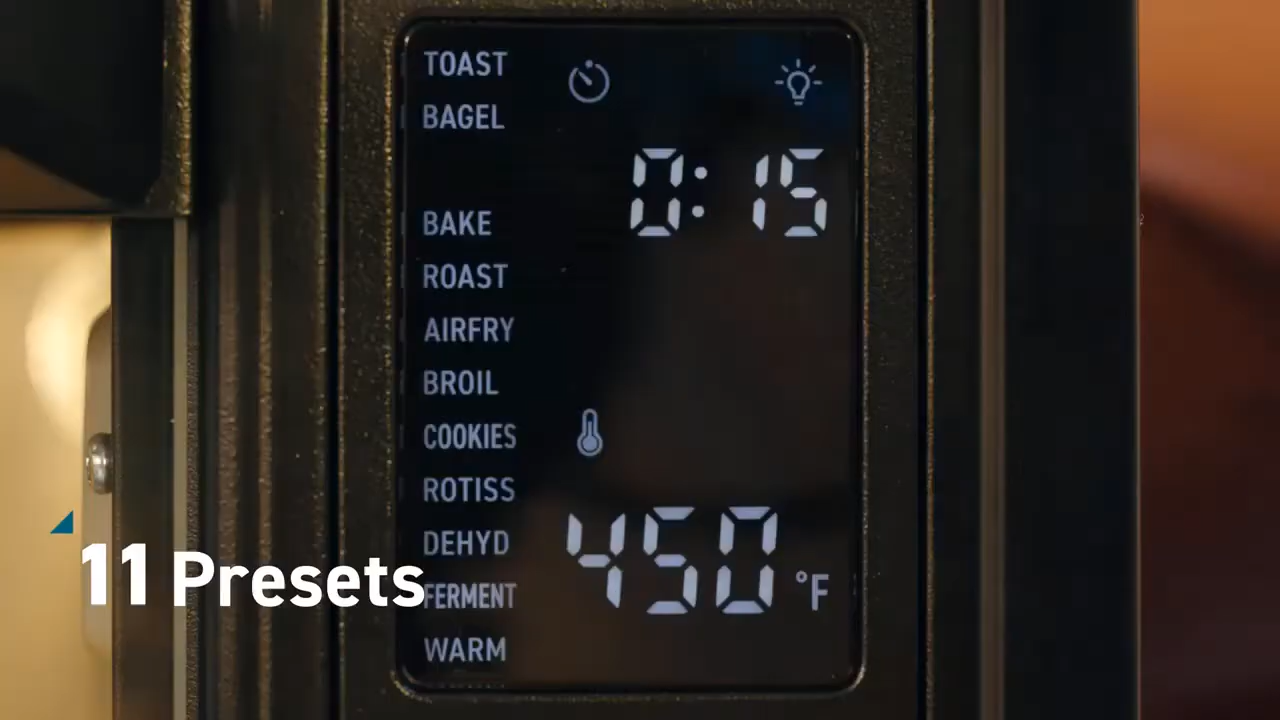 TOAST
BAGEL
0:15
BAKE
ROAST
AIRFRY
BROIL
COOKIES
ROTISS
DEHYD
450°F
FERMENT
WARM
11 Presets